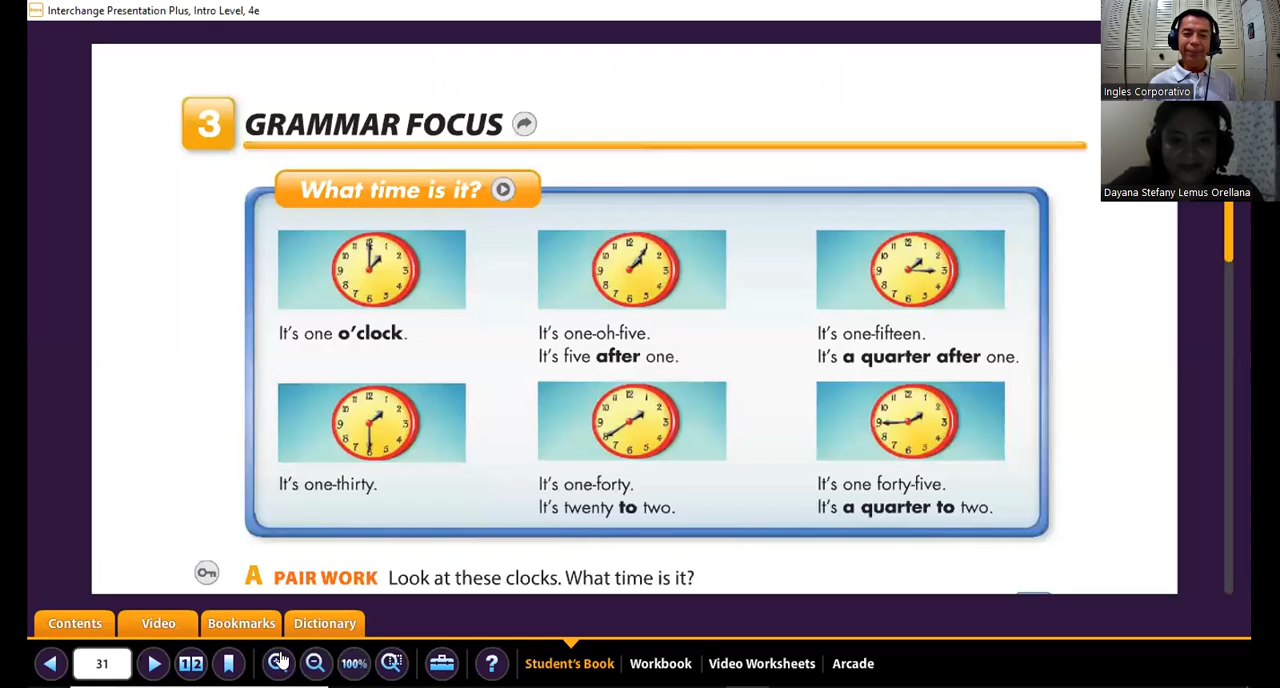 Interchange Presentation Plus, Intro Level, 4e
Ingles Corporativo
Dayana Stefany Lemus Orellana
3 GRAMMAR FOCUS
What time is it?
It's one o'clock.
It's one-oh-five.
It's five after one.
It's one-fifteen.
It's a quarter after one.
It's one-thirty.
It's one-forty.
It's twenty to two.
It's one forty-five.
It's a quarter to two.
A PAIR WORK Look at these clocks. What time is it?
Contents Video Bookmarks Dictionary
31 12 100% ? Student's Book Workbook Video Worksheets Arcade